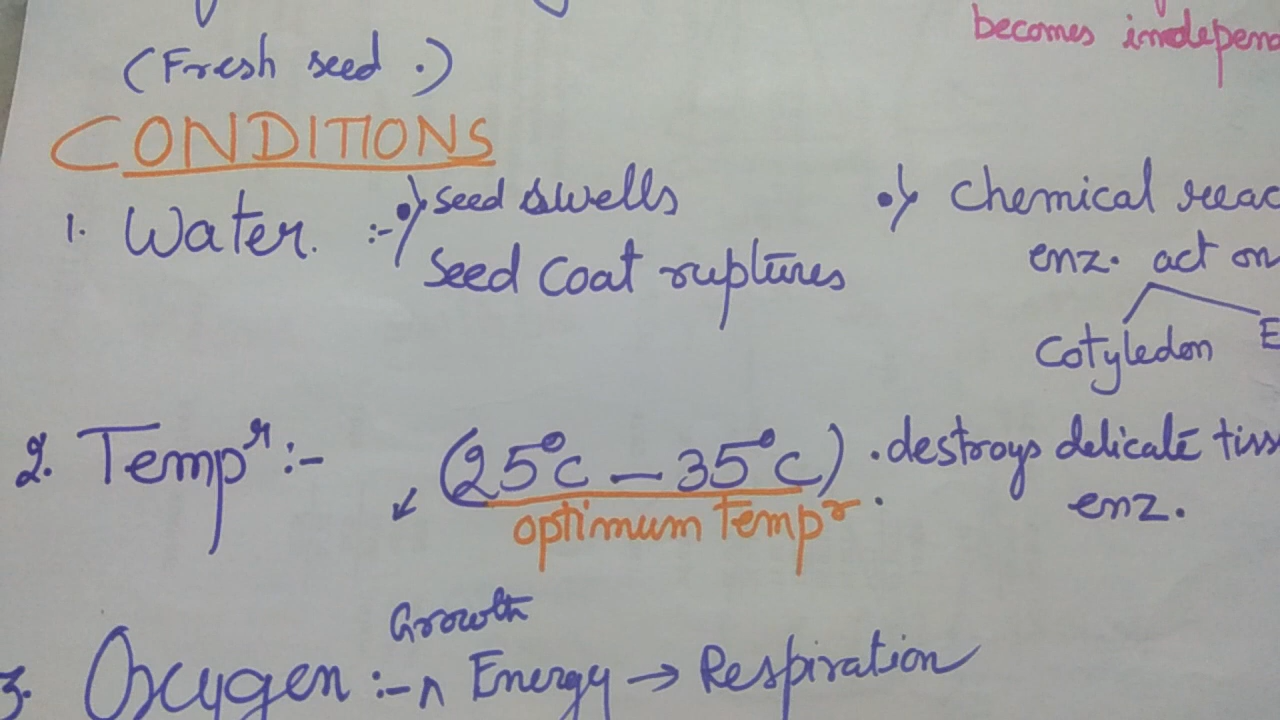 becomes independ
(Fresh seed .)
CONDITIONS
1. Water. :- •) Seed swells
Seed Coat ruptures
•) Chemical reac
enz. act on
Cotyledon E
2. Tempr :- (25°C – 35°C)
optimum Tempr
. destroys delicate tiss
enz.
Growth
3. Oxygen :- Energy → Respiration